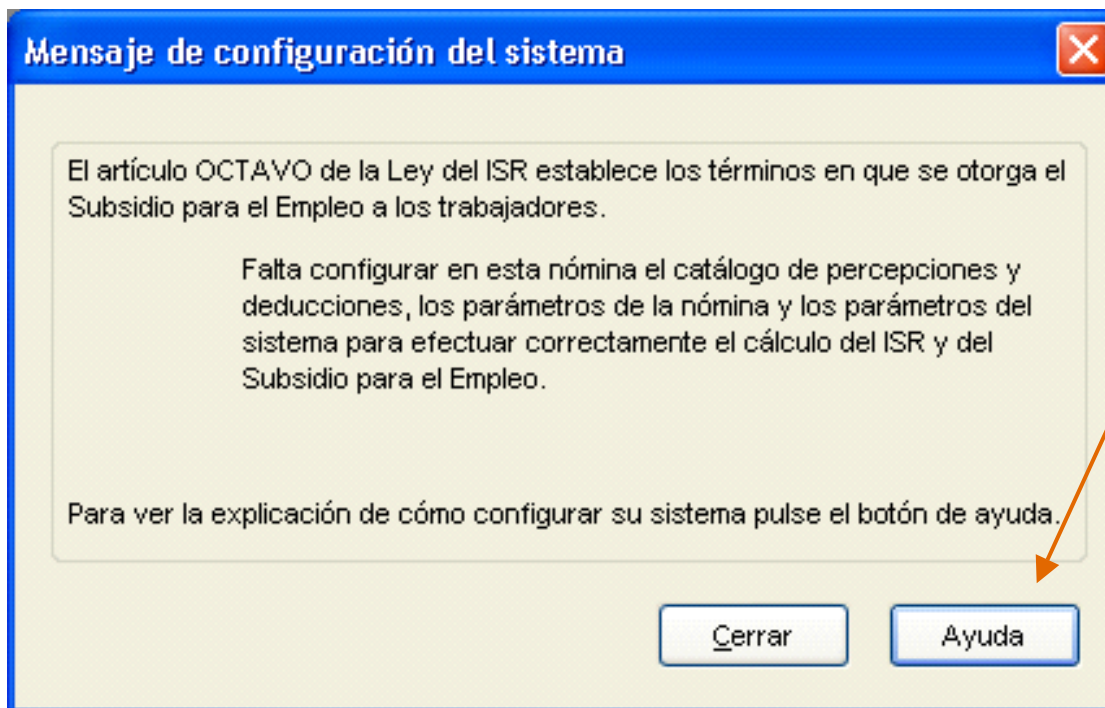 Mensaje de configuración del sistema
El artículo OCTAVO de la Ley del ISR establece los términos en que se otorga el
Subsidio para el Empleo a los trabajadores.
Falta configurar en esta nómina el catálogo de percepciones y
deducciones, los parámetros de la nómina y los parámetros del
sistema para efectuar correctamente el cálculo del ISR y del
Subsidio para el Empleo.
Para ver la explicación de cómo configurar su sistema pulse el botón de ayuda.
Cerrar
Ayuda